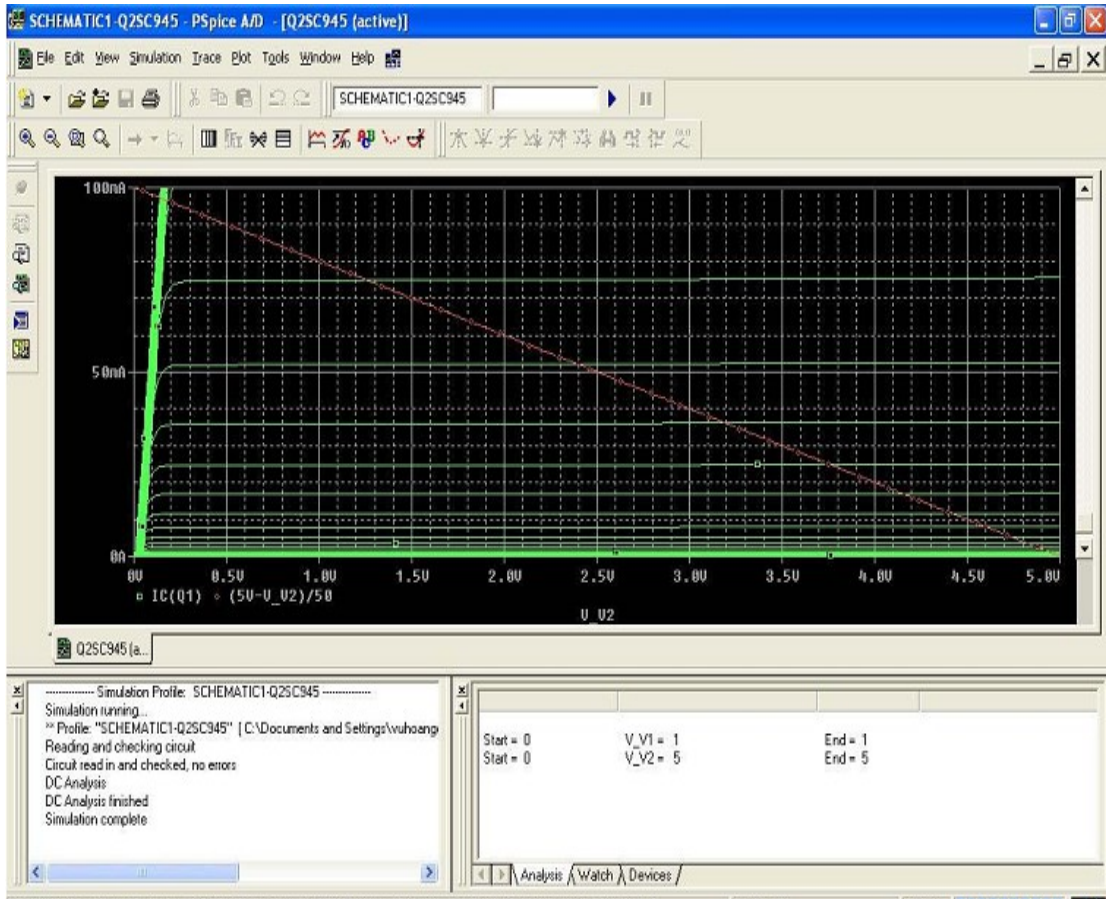 SCHEMATIC1-Q2SC945 - PSpice A/D - [Q2SC945 (active)]
File Edit View Simulation Trace Plot Tools Window Help
SCHEMATIC1-Q2SC945
100mA
50mA
0A
0V 0.5V 1.0V 1.5V 2.0V 2.5V 3.0V 3.5V 4.0V 4.5V 5.0V
IC(Q1) (5V-V_V2)/50
V_V2
Q2SC945 (a...
-------------- Simulation Profile: SCHEMATIC1-Q2SC945 --------------
Simulation running...
** Profile: "SCHEMATIC1-Q2SC945" [ C:\Documents and Settings\vuhoang
Reading and checking circuit
Circuit read in and checked, no errors
DC Analysis
DC Analysis finished
Simulation complete
Start = 0 V_V1 = 1 End = 1
Start = 0 V_V2 = 5 End = 5
Analysis Watch Devices